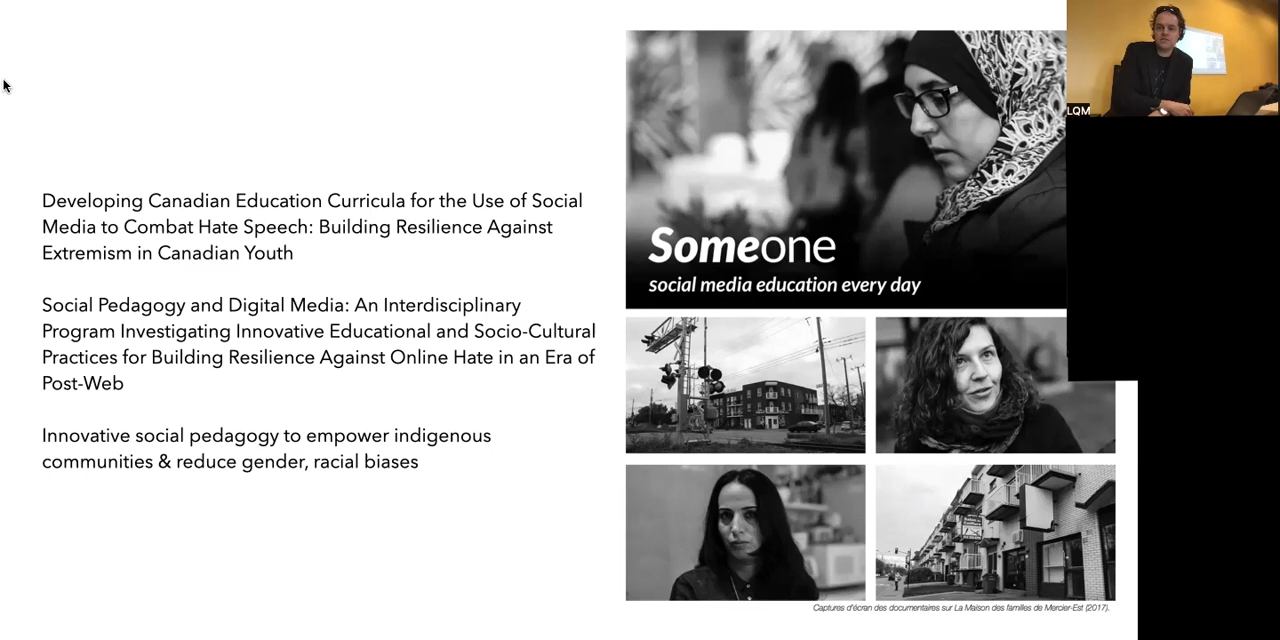 Developing Canadian Education Curricula for the Use of Social
Media to Combat Hate Speech: Building Resilience Against
Extremism in Canadian Youth
Social Pedagogy and Digital Media: An Interdisciplinary
Program Investigating Innovative Educational and Socio-Cultural
Practices for Building Resilience Against Online Hate in an Era of
Post-Web
Innovative social pedagogy to empower indigenous
communities & reduce gender, racial biases
Someone
social media education every day
Captures d'écran des documentaires sur La Maison des familles de Mercier-Est (2017).
LQM